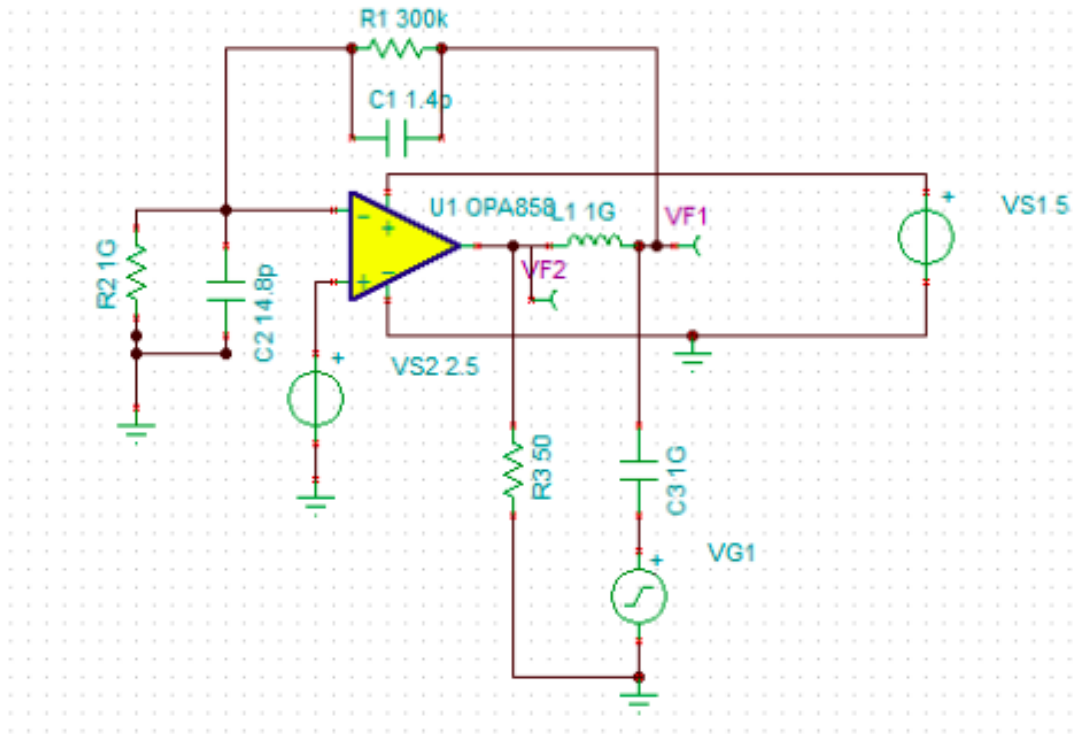 R1 300k
C1 1.4p
U1 OPA858
L1 1G
VF1
VS1 5
VF2
R2 1G
C2 14.8p
VS2 2.5
R3 50
C3 1G
VG1